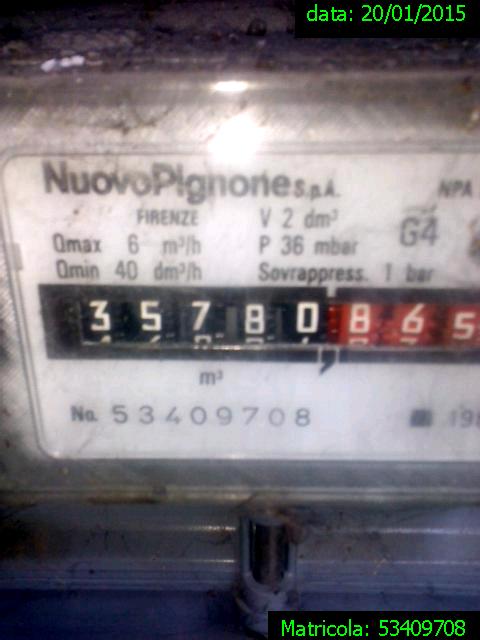 data: 20/01/2015
NuovoPignone S.p.A. NPA
FIRENZE V 2 dm³ G4
Qmax 6 m³/h P 36 mbar
Qmin 40 dm³/h Sovrappress. 1 bar
3 5 7 8 0 8 6 5
m³
No. 53409708
Matricola: 53409708